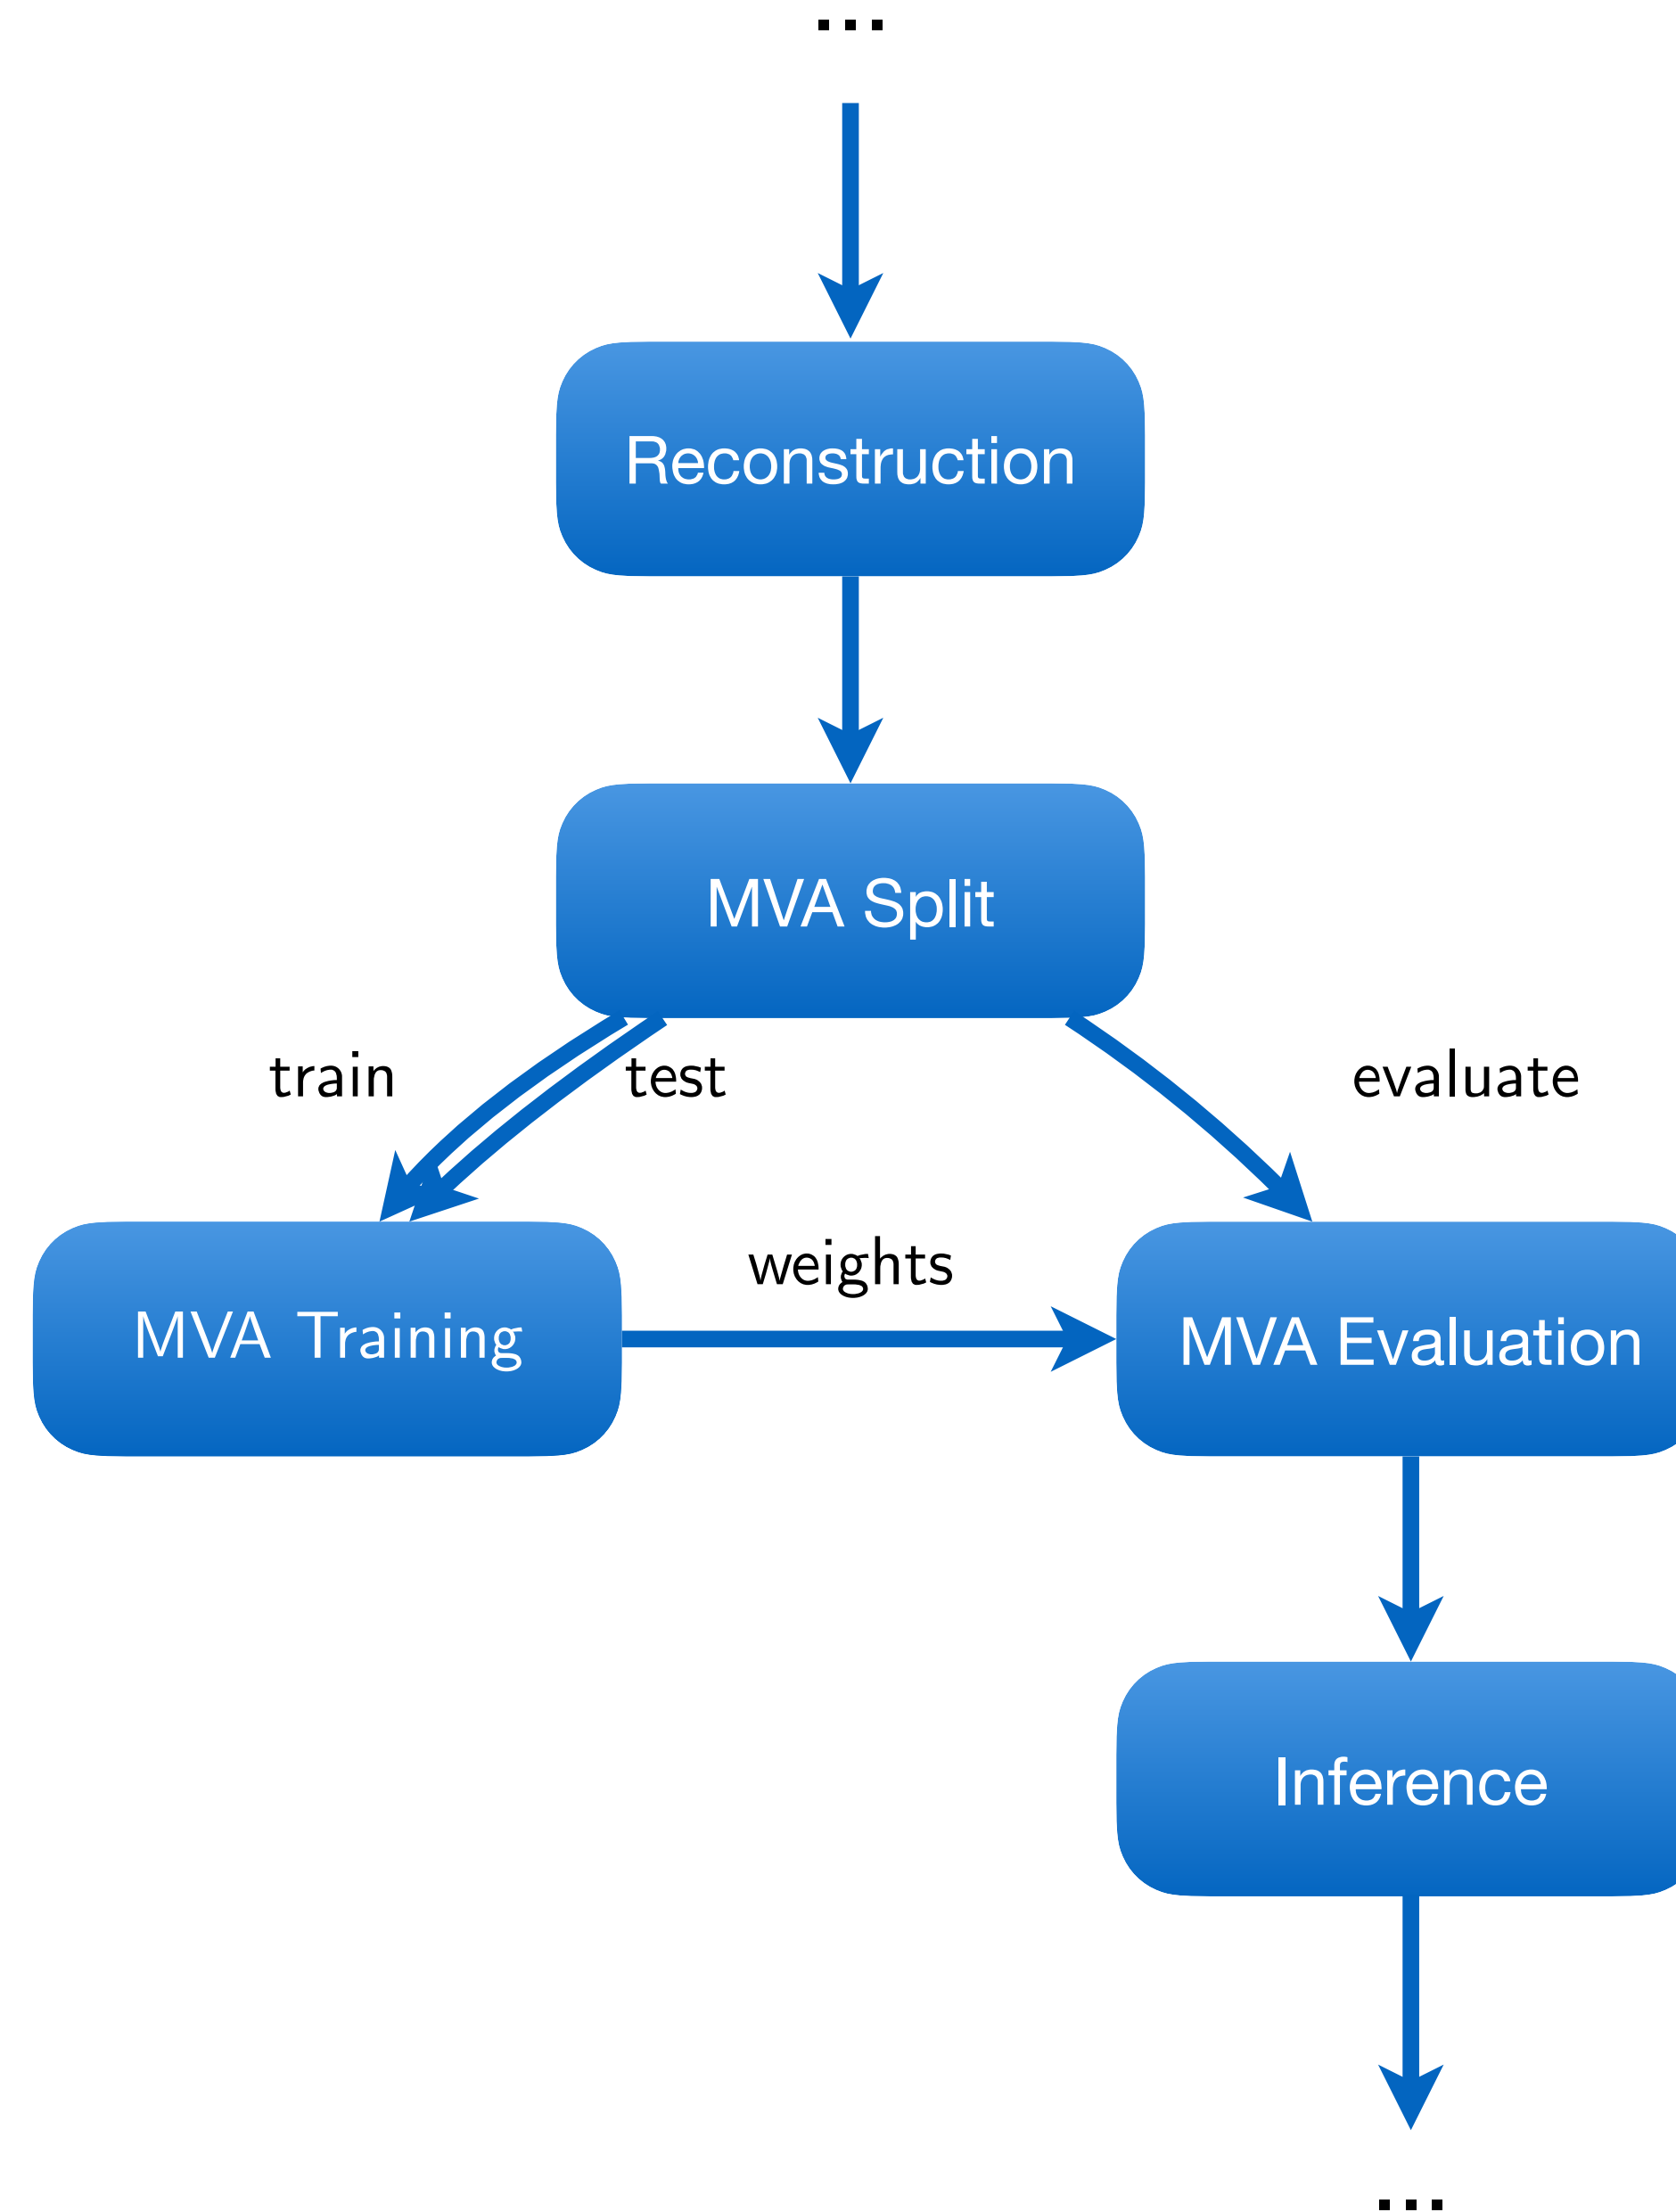 ...
Reconstruction
MVA Split
train
test
evaluate
weights
MVA Training
MVA Evaluation
Inference
...